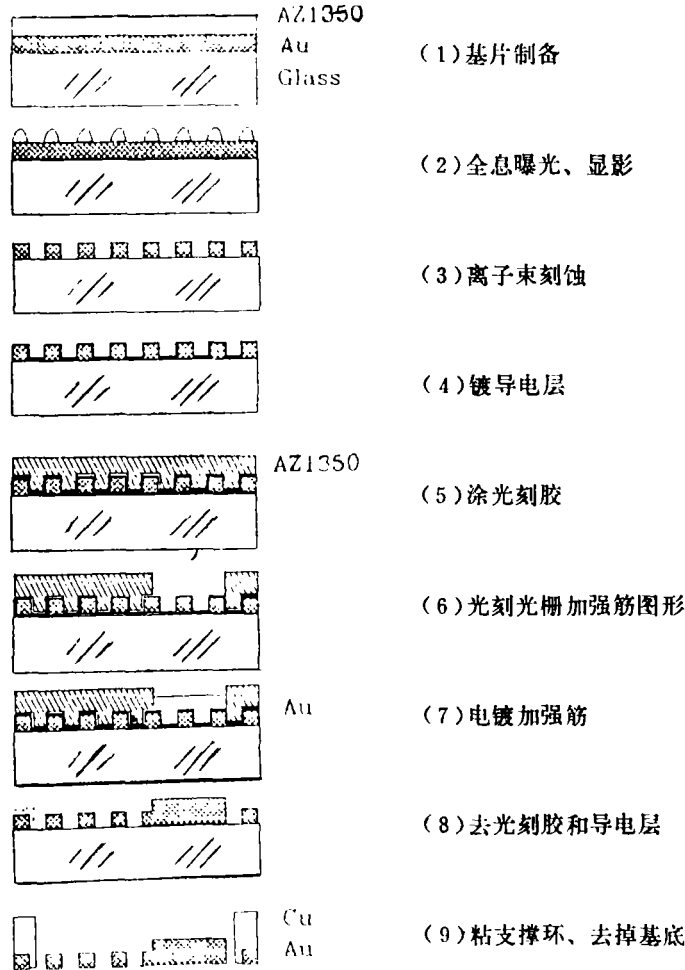 AZ1350
Au
Glass
(1)基片制备
(2)全息曝光、显影
(3)离子束刻蚀
(4)镀导电层
AZ1350
(5)涂光刻胶
(6)光刻光栅加强筋图形
Au
(7)电镀加强筋
(8)去光刻胶和导电层
Cu
Au
(9)粘支撑环、去掉基底